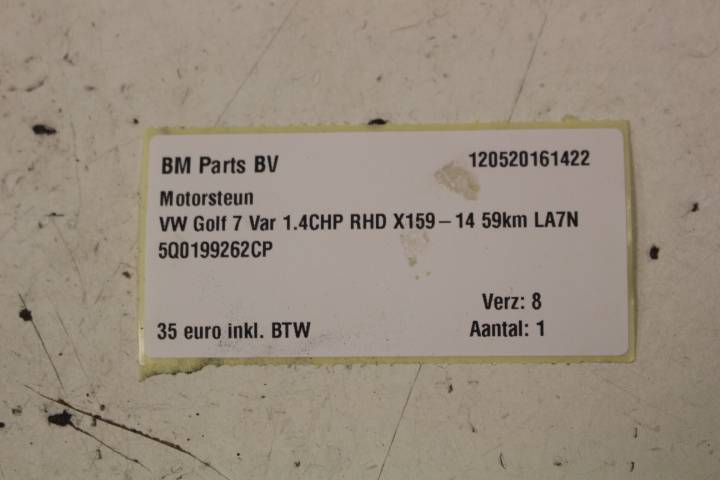 BM Parts BV 120520161422
Motorsteun
VW Golf 7 Var 1.4CHP RHD X159-14 59km LA7N
5Q0199262CP
Verz: 8
35 euro inkl. BTW Aantal: 1